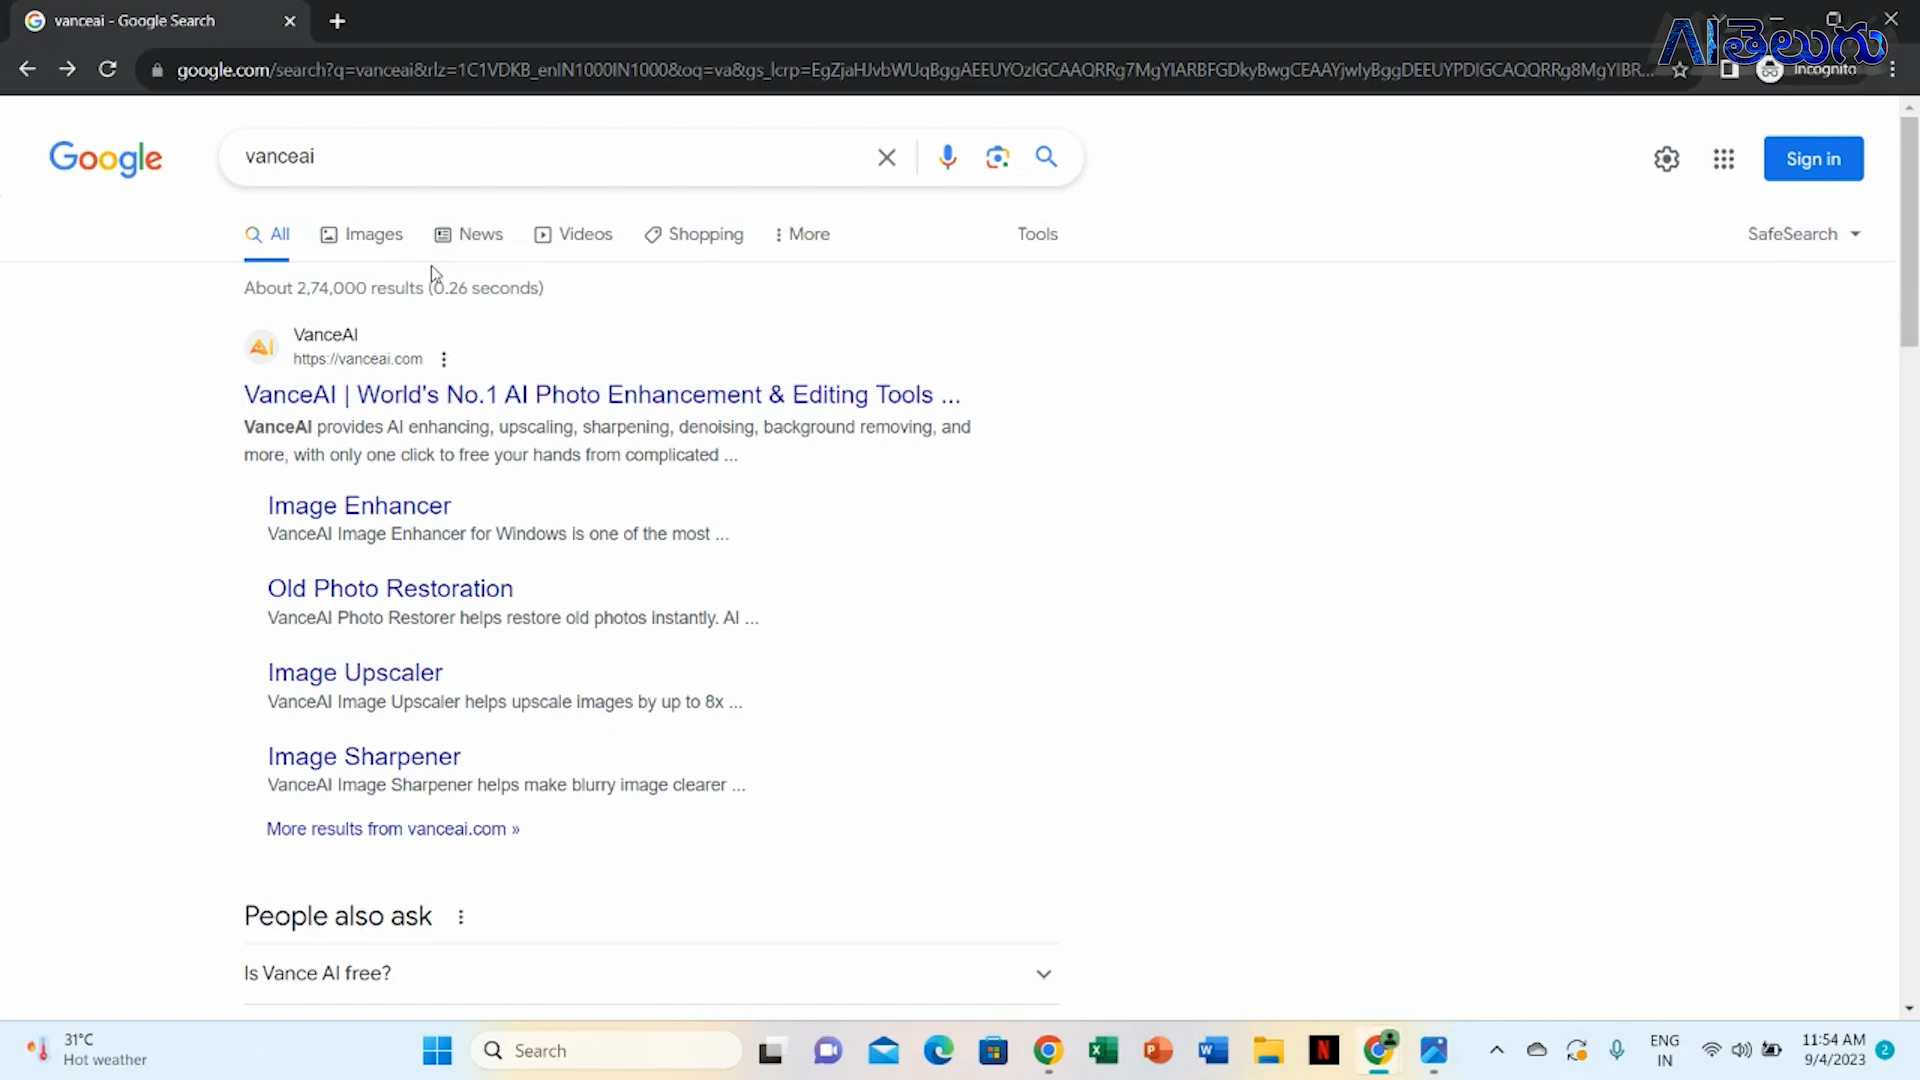 vanceai - Google Search
AIతెలుగు
google.com/search?q=vanceai&rlz=1C1VDKB_enIN1000IN1000&oq=va&gs_lcrp=
Incognito
Google
vanceai
Sign in
All
Images
News
Videos
Shopping
More
Tools
SafeSearch
About 2,74,000 results (0.26 seconds)
VanceAI
https://vanceai.com
VanceAI | World's No.1 AI Photo Enhancement & Editing Tools ...
VanceAI provides AI enhancing, upscaling, sharpening, denoising, background removing, and
more, with only one click to free your hands from complicated ...
Image Enhancer
VanceAI Image Enhancer for Windows is one of the most ...
Old Photo Restoration
VanceAI Photo Restorer helps restore old photos instantly. AI ...
Image Upscaler
VanceAI Image Upscaler helps upscale images by up to 8x ...
Image Sharpener
VanceAI Image Sharpener helps make blurry image clearer ...
More results from vanceai.com »
People also ask
Is Vance AI free?
31°C
Hot weather
Search
ENG
IN
11:54 AM
9/4/2023
2